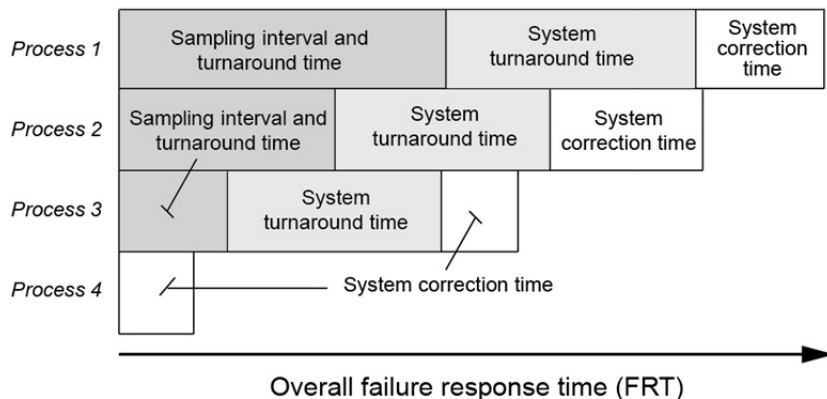 Process 1
Sampling interval and
turnaround time
System
turnaround time
System
correction
time
Process 2
Sampling interval and
turnaround time
System
turnaround time
System
correction time
Process 3
System
turnaround time
Process 4
System correction time
Overall failure response time (FRT)